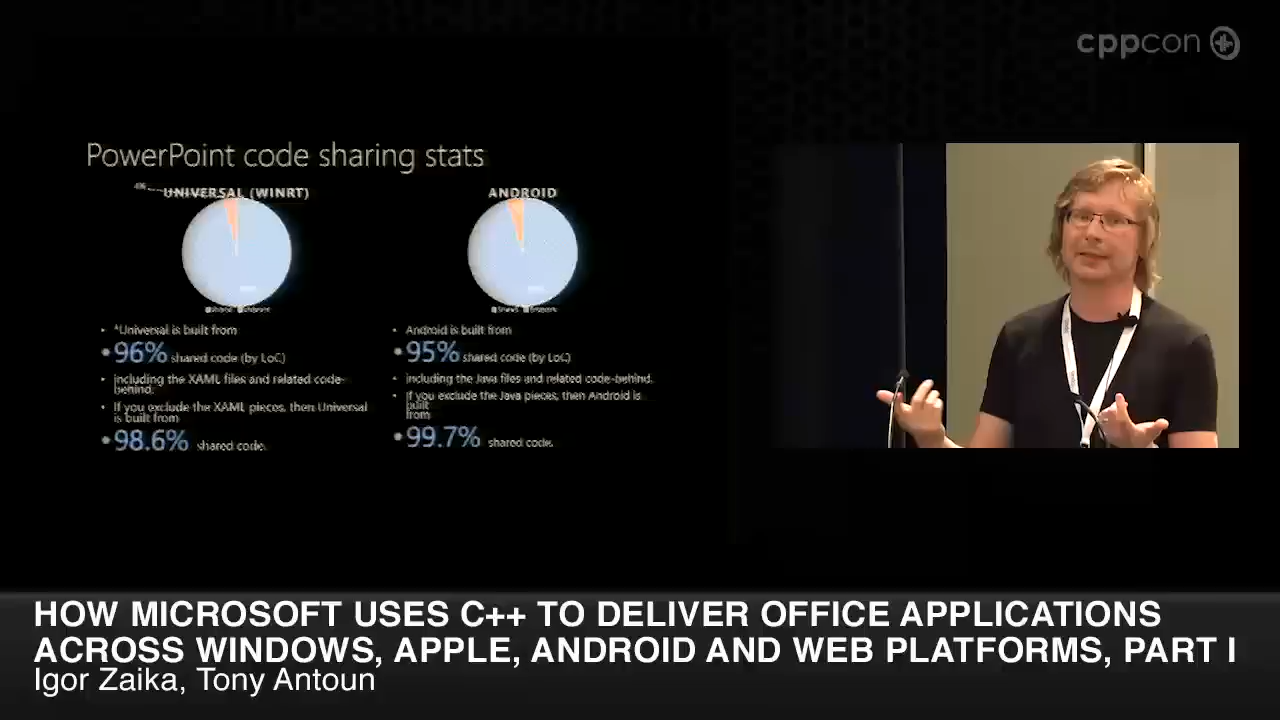 cppcon
PowerPoint code sharing stats
4%
UNIVERSAL (WINRT)
ANDROID
• *Universal is built from
• 96% shared code (by LoC)
• including the XAML files and related code-
behind.
• If you exclude the XAML pieces, then Universal
is built from
• 98.6% shared code.
• Android is built from
• 95% shared code (by LoC)
• including the Java files and related code-behind.
• If you exclude the Java pieces, then Android is
built
from
• 99.7% shared code.
HOW MICROSOFT USES C++ TO DELIVER OFFICE APPLICATIONS
ACROSS WINDOWS, APPLE, ANDROID AND WEB PLATFORMS, PART I
Igor Zaika, Tony Antoun